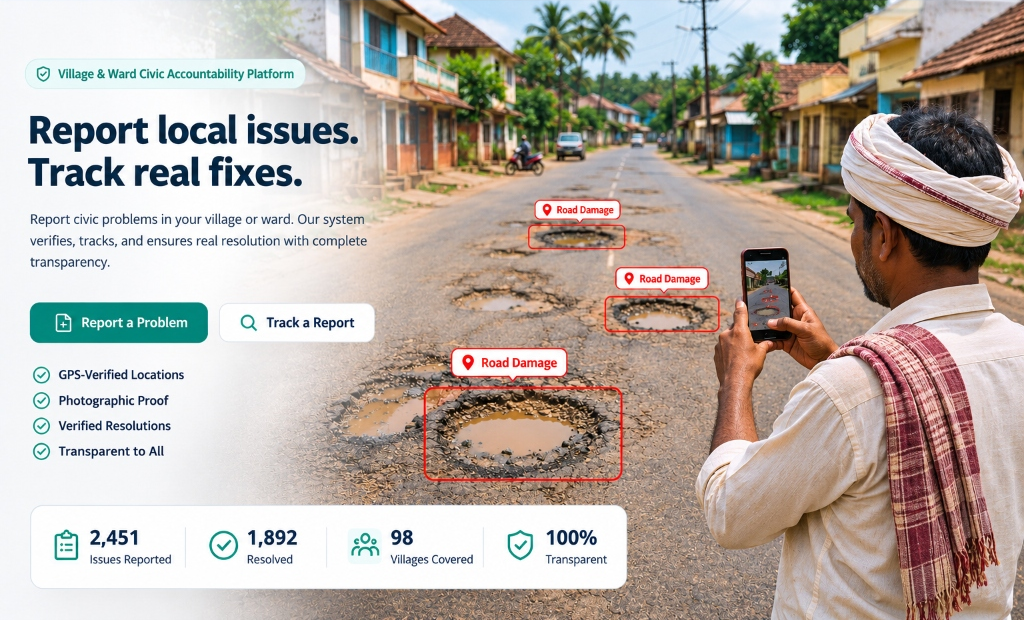 Village & Ward Civic Accountability Platform
Report local issues.
Track real fixes.
Report civic problems in your village or ward. Our system
verifies, tracks, and ensures real resolution with complete
transparency.
Report a Problem
Track a Report
GPS-Verified Locations
Photographic Proof
Verified Resolutions
Transparent to All
Road Damage
Road Damage
Road Damage
2,451
Issues Reported
1,892
Resolved
98
Villages Covered
100%
Transparent